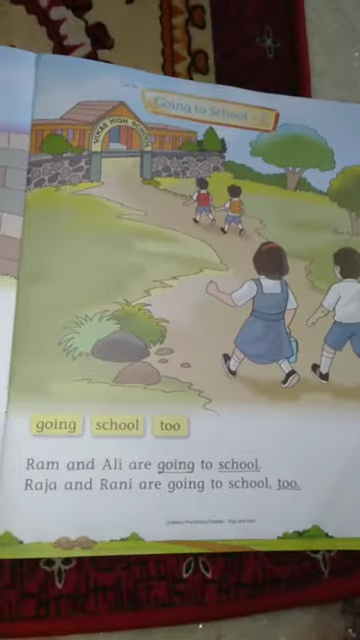 Going to School
VIKAS HIGH SCHOOL
going school too
Ram and Ali are going to school.
Raja and Rani are going to school, too.